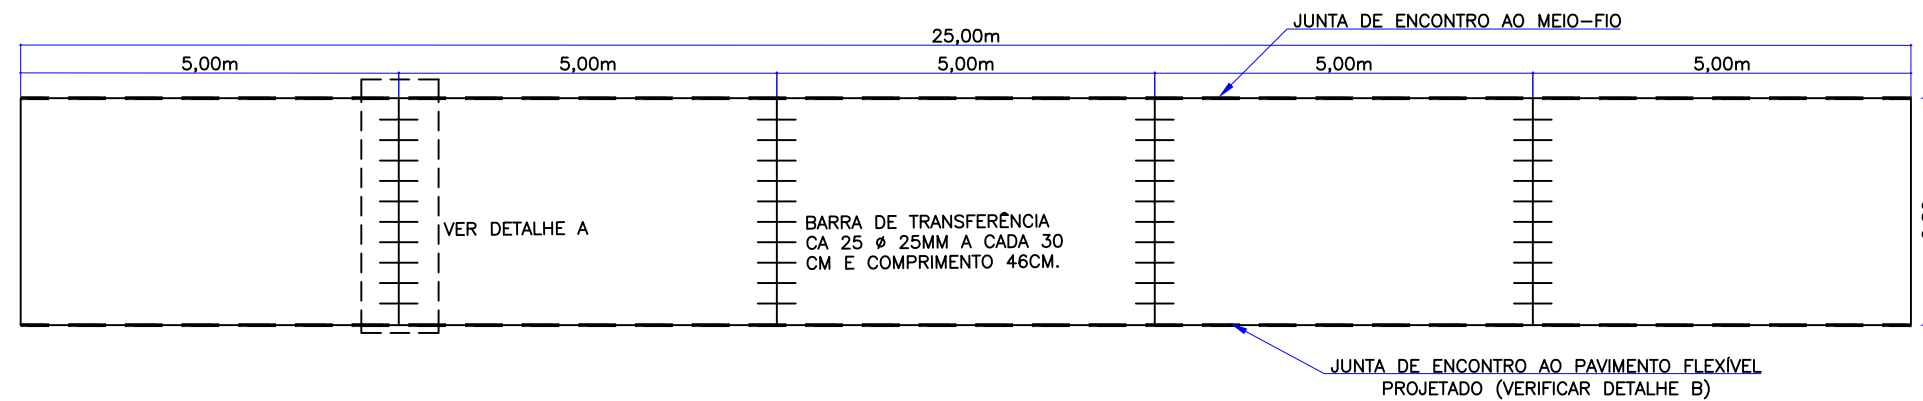 JUNTA DE ENCONTRO AO MEIO-FIO
25,00m
5,00m 5,00m 5,00m 5,00m 5,00m
VER DETALHE A
BARRA DE TRANSFERÊNCIA
CA 25 Ø 25MM A CADA 30
CM E COMPRIMENTO 46CM.
JUNTA DE ENCONTRO AO PAVIMENTO FLEXÍVEL
PROJETADO (VERIFICAR DETALHE B)